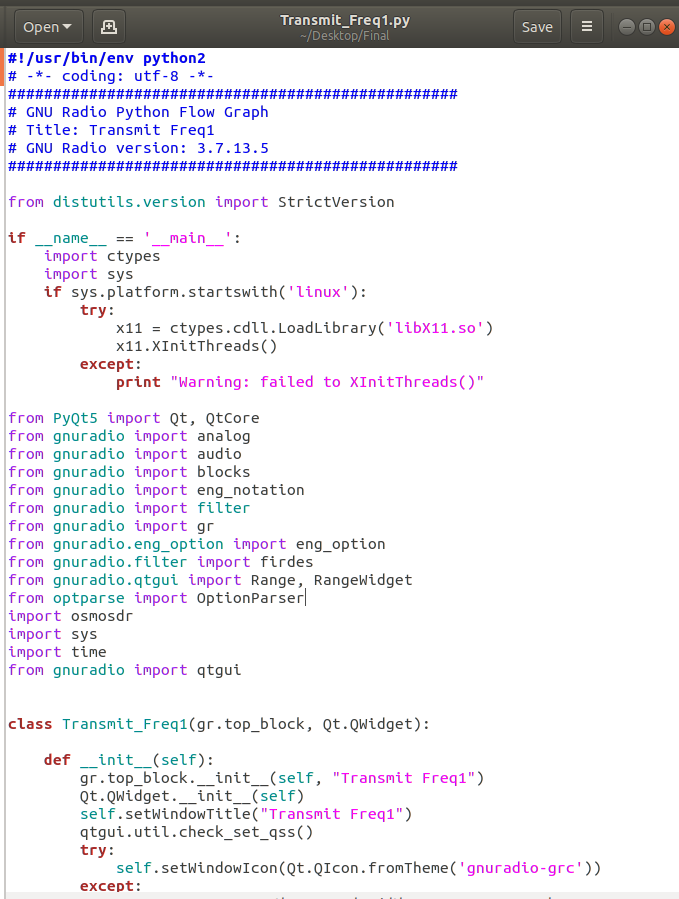 Open
Transmit_Freq1.py
~/Desktop/Final
Save
#!/usr/bin/env python2
# -*- coding: utf-8 -*-
##################################################
# GNU Radio Python Flow Graph
# Title: Transmit Freq1
# GNU Radio version: 3.7.13.5
##################################################
from distutils.version import StrictVersion
if __name__ == '__main__':
    import ctypes
    import sys
    if sys.platform.startswith('linux'):
        try:
            x11 = ctypes.cdll.LoadLibrary('libX11.so')
            x11.XInitThreads()
        except:
            print "Warning: failed to XInitThreads()"
from PyQt5 import Qt, QtCore
from gnuradio import analog
from gnuradio import audio
from gnuradio import blocks
from gnuradio import eng_notation
from gnuradio import filter
from gnuradio import gr
from gnuradio.eng_option import eng_option
from gnuradio.filter import firdes
from gnuradio.qtgui import Range, RangeWidget
from optparse import OptionParser
import osmosdr
import sys
import time
from gnuradio import qtgui
class Transmit_Freq1(gr.top_block, Qt.QWidget):
    def __init__(self):
        gr.top_block.__init__(self, "Transmit Freq1")
        Qt.QWidget.__init__(self)
        self.setWindowTitle("Transmit Freq1")
        qtgui.util.check_set_qss()
        try:
            self.setWindowIcon(Qt.QIcon.fromTheme('gnuradio-grc'))
        except: